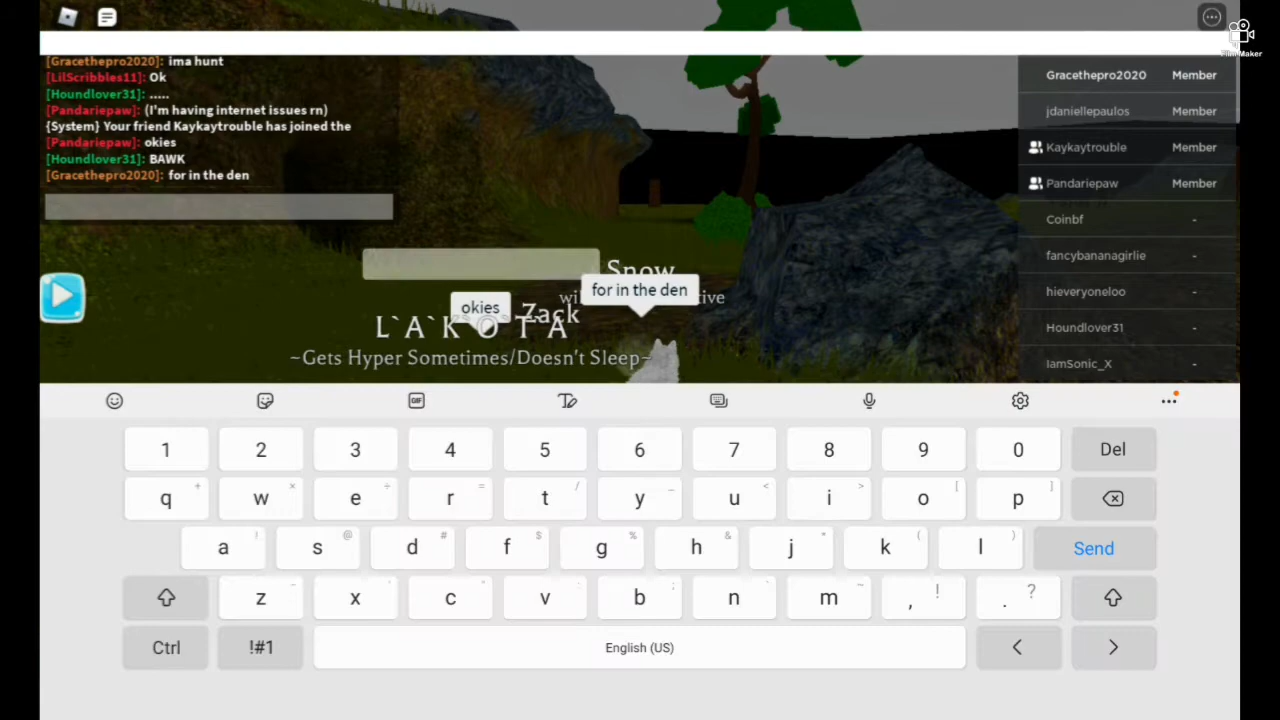 [Gracethepro2020]: ima hunt
[LilScribbles11]: Ok
[Houndlover31]: .....
[Pandariepaw]: (I'm having internet issues rn)
{System} Your friend Kaykaytrouble has joined the
[Pandariepaw]: okies
[Houndlover31]: BAWK
[Gracethepro2020]: for in the den
Gracethepro2020 Member
jdaniellepaulos Member
Kaykaytrouble Member
Pandariepaw Member
Coinbf -
fancybananagirlie -
hieveryoneloo -
Houndlover31 -
IamSonic_X -
FilmoraMaker
Snow
for in the den
okies
Zack
L`A`K`O`T`A`
~Gets Hyper Sometimes/Doesn't Sleep~
GIF
1 2 3 4 5 6 7 8 9 0 Del
q + w × e ÷ r = t / y _ u < i > o [ p ]
a ! s @ d # f $ g % h & j * k ( l ) Send
z - x ' c " v : b ; n ` m ~ , ! . ?
Ctrl !#1 English (US) < >